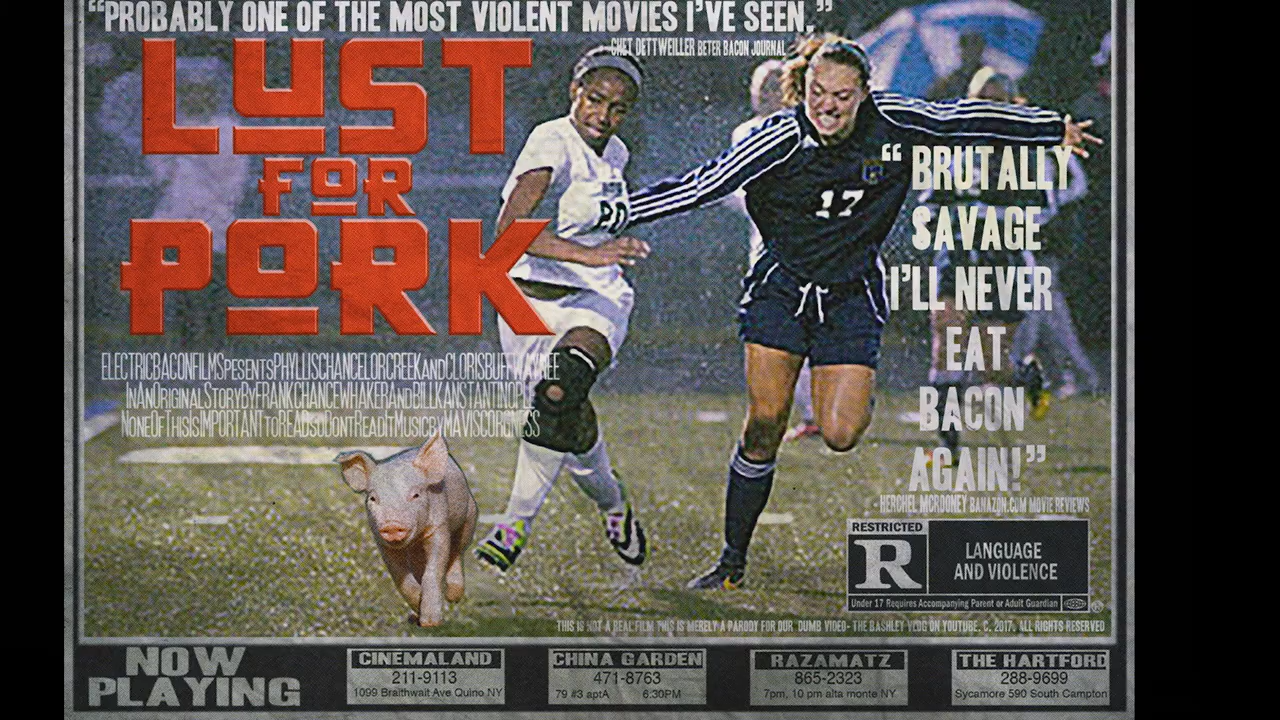 “PROBABLY ONE OF THE MOST VIOLENT MOVIES I’VE SEEN.”
- CHET DETTWEILLER BETER BACON JOURNAL
LUST
FOR
PORK
ELECTRICBACONFILMSPESENTSPHYLLISCHANCELORCREEKANDCLORISBUFFWAYNEE
INANORIGINALSTORYBYFRANKCHANCEWHAKERANDBILLKANSTANTINOPLE
NONEOFTHISISIMPORTANTTOREADSODONTREADITMUSICBYMAVISCORGNESS
20
17
“ BRUTALLY
SAVAGE
I’LL NEVER
EAT
BACON
AGAIN!”
- HERCHEL MCROONEY BANAZON.COM MOVIE REVIEWS
RESTRICTED
R
LANGUAGE
AND VIOLENCE
Under 17 Requires Accompanying Parent or Adult Guardian
THIS IS NOT A REAL FILM THIS IS MERELY A PARODY FOR OUR DUMB VIDEO- THE BASHLEY VLOG ON YOUTUBE. C. 2017. ALL RIGHTS RESERVED
NOW
PLAYING
CINEMALAND
211-9113
1099 Braithwait Ave Quino NY
CHINA GARDEN
471-8763
79 #3 aptA 6:30PM
RAZAMATZ
865-2323
7pm, 10 pm alta monte NY
THE HARTFORD
288-9699
Sycamore 590 South Campton